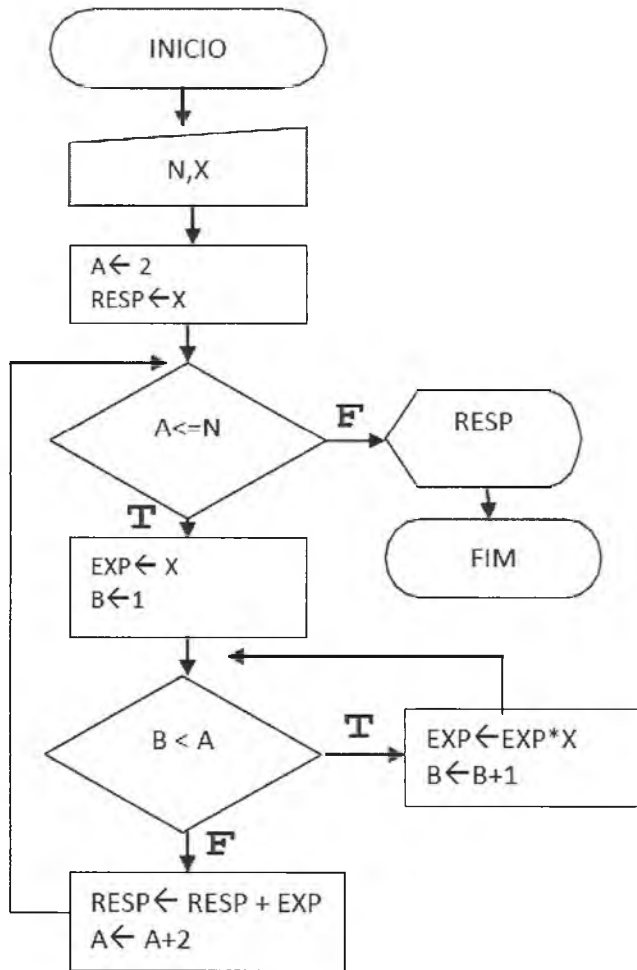 INICIO
N,X
A← 2
RESP←X
A<=N
F
RESP
FIM
T
EXP← X
B←1
B < A
T
EXP←EXP*X
B←B+1
F
RESP← RESP + EXP
A← A+2